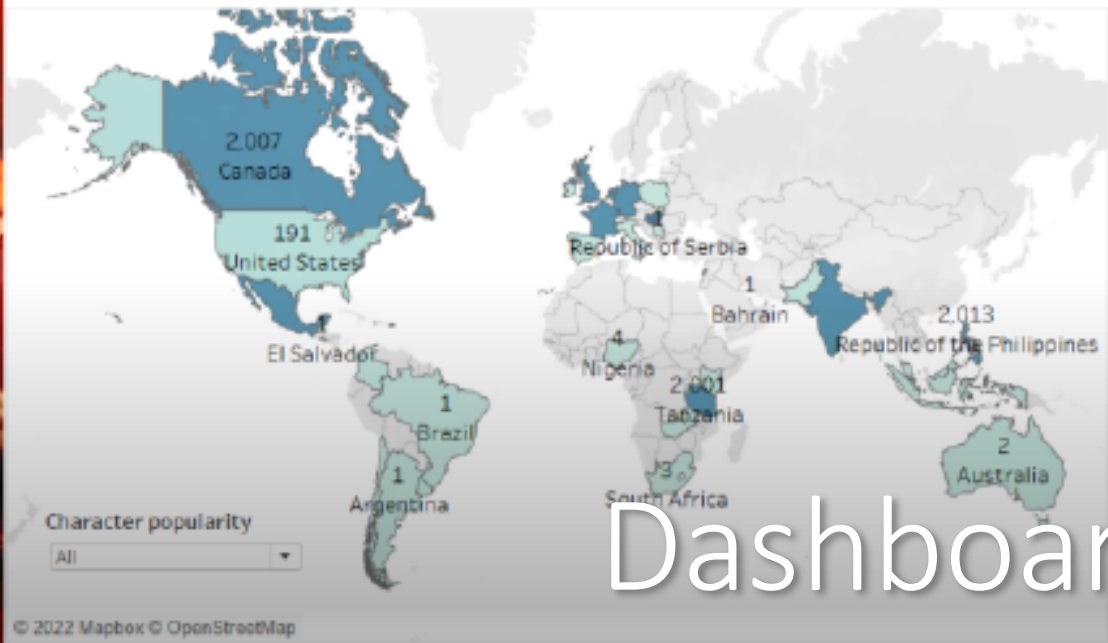 2,007
Canada
191
United States
1
Republic of Serbia
1
Bahrain
2,013
Republic of the Philippines
1
El Salvador
4
Nigeria
2,001
Tanzania
1
Brazil
1
Argentina
3
South Africa
2
Australia
Character popularity
All
Dashboar
© 2022 Mapbox © OpenStreetMap